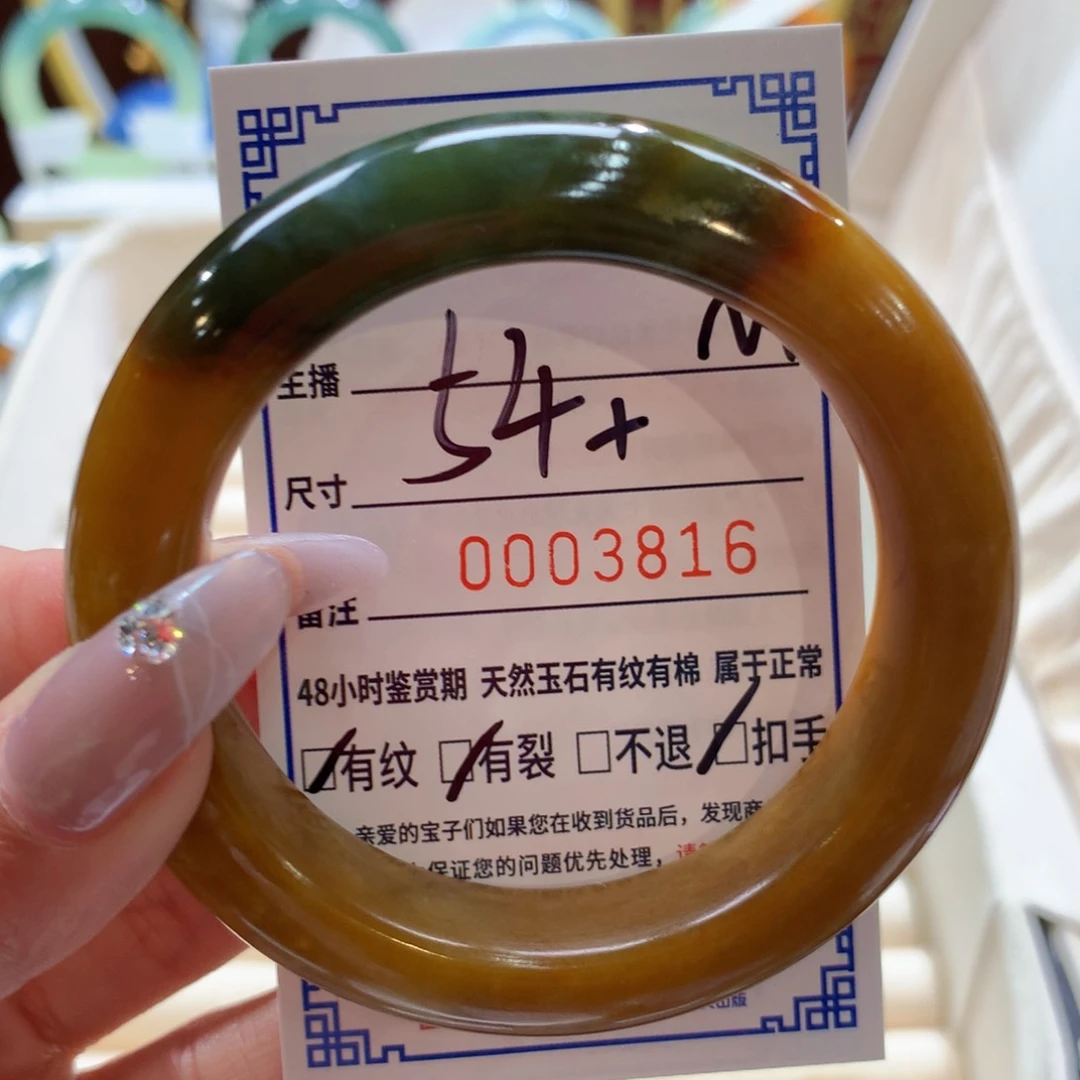 主播
54+
尺寸
0003816
备注
48小时鉴赏期 天然玉石有纹有棉 属于正常
有纹 有裂 不退 扣手
亲爱的宝子们如果您在收到货品后，发现商
保证您的问题优先处理，请